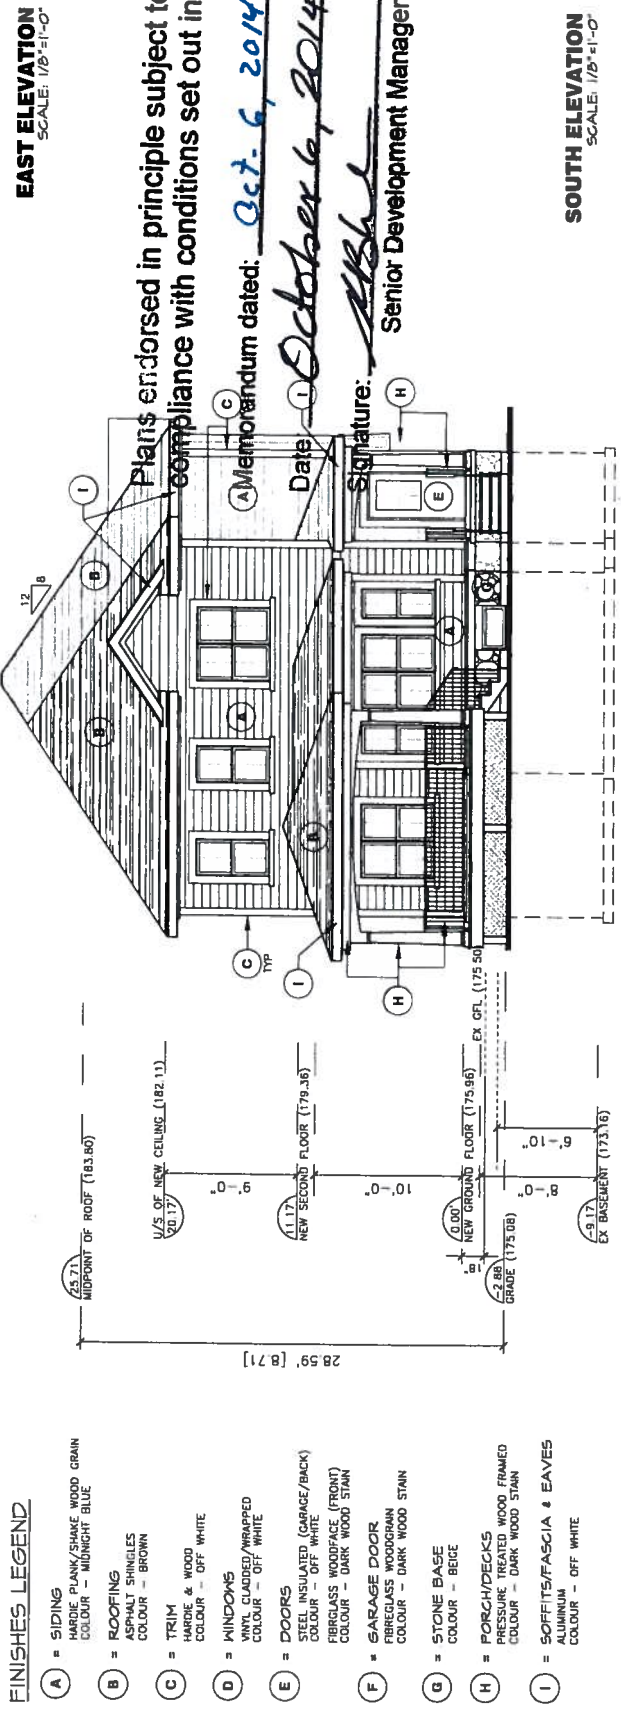 FINISHES LEGEND
A = SIDING
HARDIE PLANK/SHAKE WOOD GRAIN
COLOUR - MIDNIGHT BLUE
B = ROOFING
ASPHALT SHINGLES
COLOUR - BROWN
C = TRIM
HARDIE & WOOD
COLOUR - OFF WHITE
D = WINDOWS
VINYL CLADDED/WRAPPED
COLOUR - OFF WHITE
E = DOORS
STEEL INSULATED (GARAGE/BACK)
COLOUR - OFF WHITE
FIBRGLASS WOODFACE (FRONT)
COLOUR - DARK WOOD STAIN
F = GARAGE DOOR
FIBREGLASS WOODGRAIN
COLOUR - DARK WOOD STAIN
G = STONE BASE
COLOUR - BEIGE
H = PORCH/DECKS
PRESSURE TREATED WOOD FRAMED
COLOUR - DARK WOOD STAIN
I = SOFFITS/FASCIA & EAVES
ALUMINUM
COLOUR - OFF WHITE
28.59' [8.71]
25.71
MIDPOINT OF ROOF (183.80)
U/S OF NEW CEILING (182.11)
20.17'
9'-0"
11.17'
NEW SECOND FLOOR (179.36)
10'-0"
0.00'
NEW GROUND FLOOR (175.96)
EX GFL (175.50)
18"
-2.88
GRADE (175.08)
8'-0"
6'-10"
-9.17
EX BASEMENT (173.16)
12
8
I
B
B
C
A
A
C
TYP
I
B
I
H
H
E
A
G
EAST ELEVATION
SCALE: 1/8"=1'-0"
Plans endorsed in principle subject to
compliance with conditions set out in
Memorandum dated: Oct. 6, 2014
Date: October 6, 2014
Signature:
Senior Development Manager
SOUTH ELEVATION
SCALE: 1/8"=1'-0"